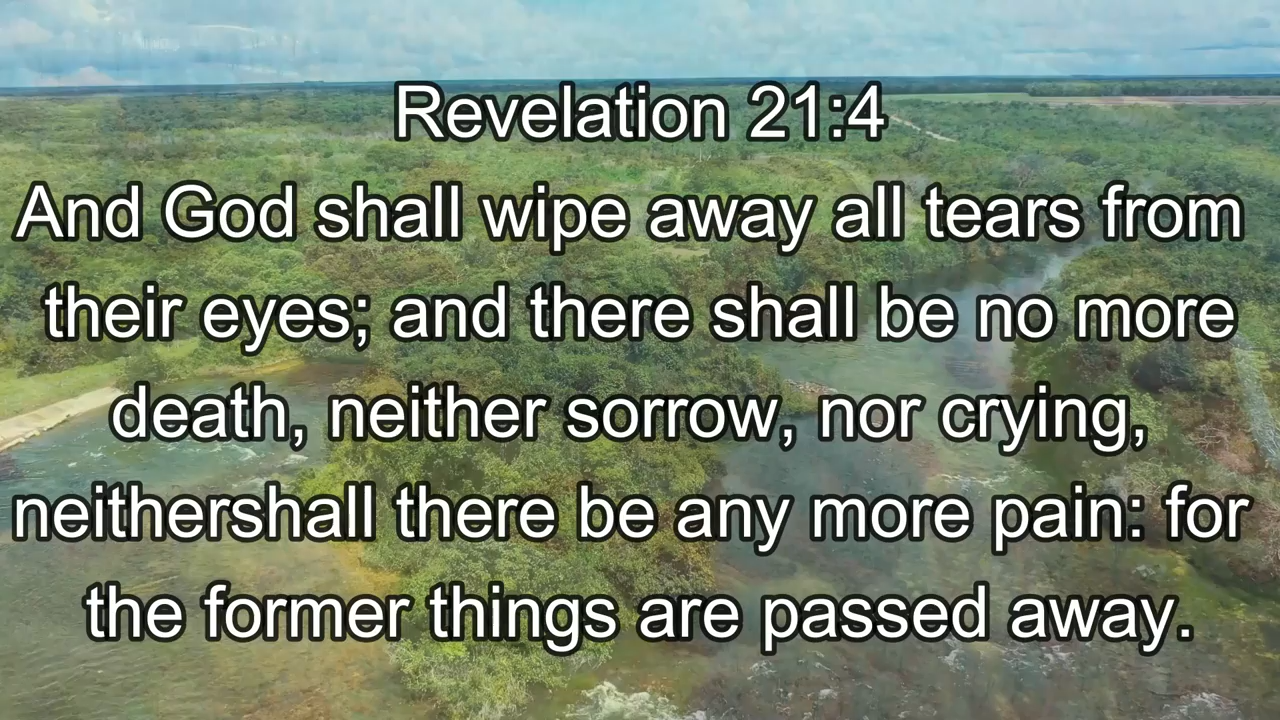 Revelation 21:4
And God shall wipe away all tears from
their eyes; and there shall be no more
death, neither sorrow, nor crying,
neithershall there be any more pain: for
the former things are passed away.